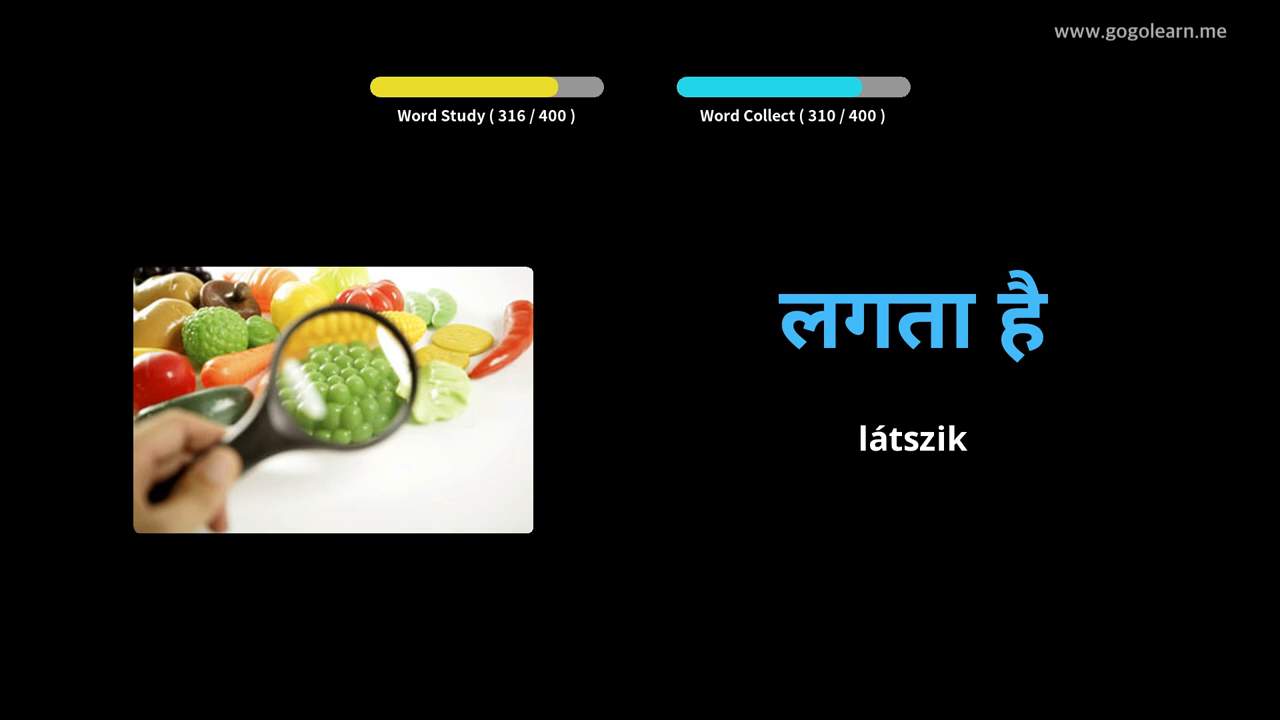 www.gogolearn.me
Word Study ( 316 / 400 )
Word Collect ( 310 / 400 )
लगता है
látszik